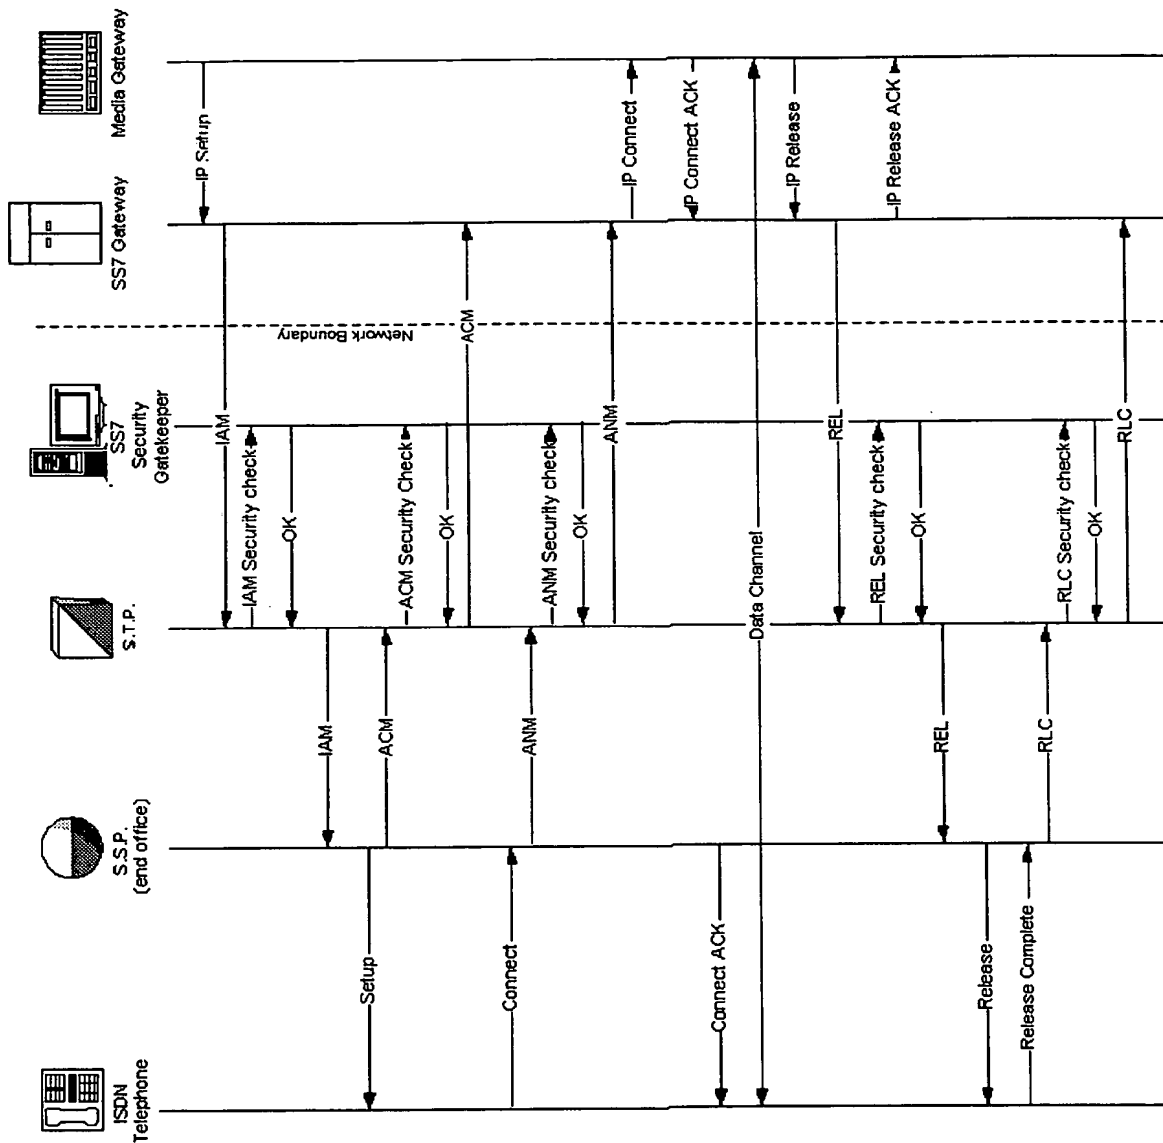 ISDN
Telephone
S.S.P.
(end office)
S.T.P.
SS7
Security
Gatekeeper
SS7 Gateway
Media Gateway
Network Boundary
IP Setup
IAM
IAM Security check
OK
IAM
Setup
ACM
ACM Security Check
OK
ACM
Connect
ANM
ANM Security check
OK
ANM
IP Connect
IP Connect ACK
Connect ACK
Data Channel
IP Release
REL
REL Security check
IP Release ACK
OK
REL
Release
Release Complete
RLC
RLC Security check
OK
RLC